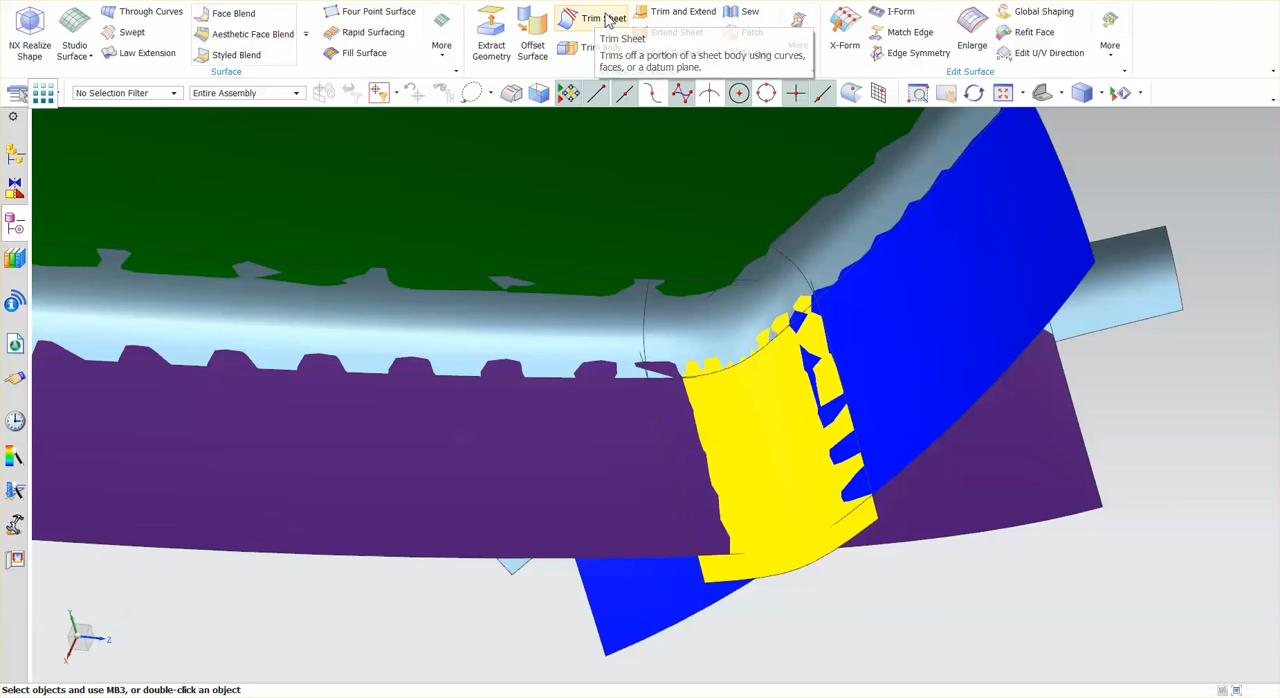 NX Realize
Shape
Studio
Surface
Through Curves
Swept
Law Extension
Face Blend
Aesthetic Face Blend
Styled Blend
Four Point Surface
Rapid Surfacing
Fill Surface
More
Surface
Extract
Geometry
Offset
Surface
Trim Sheet
Trim and Extend
Sew
Extend Sheet
Patch
More
Trim Sheet
Trims off a portion of a sheet body using curves,
faces, or a datum plane.
X-Form
I-Form
Match Edge
Edge Symmetry
Enlarge
Global Shaping
Refit Face
Edit U/V Direction
More
Edit Surface
No Selection Filter
Entire Assembly
Y
Z
X
Select objects and use MB3, or double-click an object